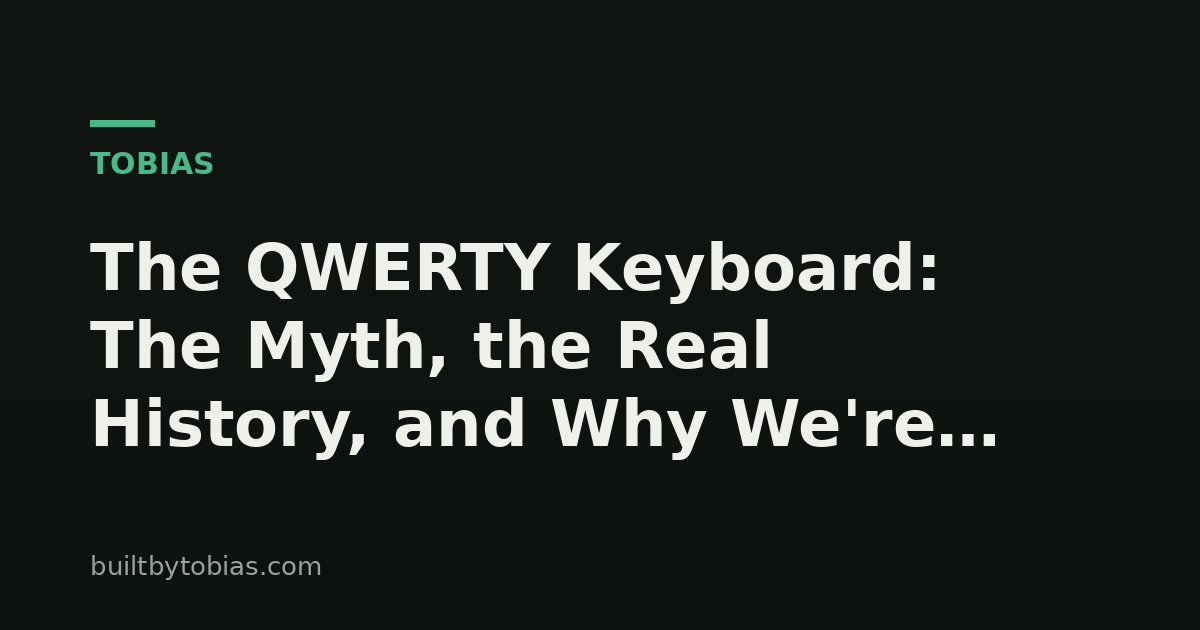 TOBIAS
The QWERTY Keyboard:
The Myth, the Real
History, and Why We're…
builtbytobias.com